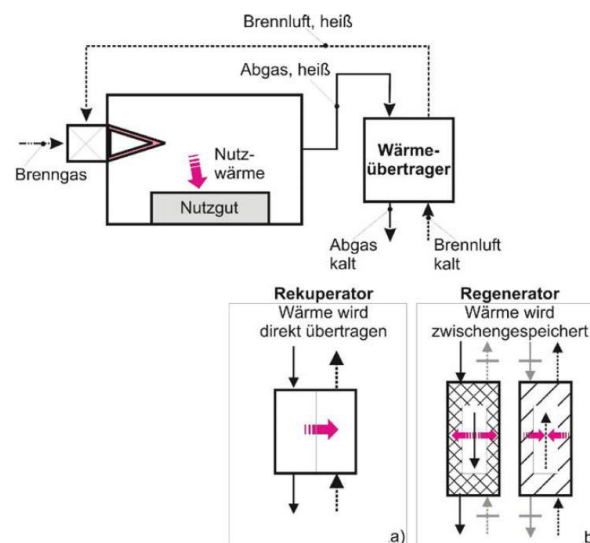 Brennluft, heiß
Abgas, heiß
Brenngas
Nutz-
wärme
Nutzgut
Wärme-
übertrager
Abgas
kalt
Brennluft
kalt
Rekuperator
Wärme wird
direkt übertragen
a)
Regenerator
Wärme wird
zwischengespeichert
b